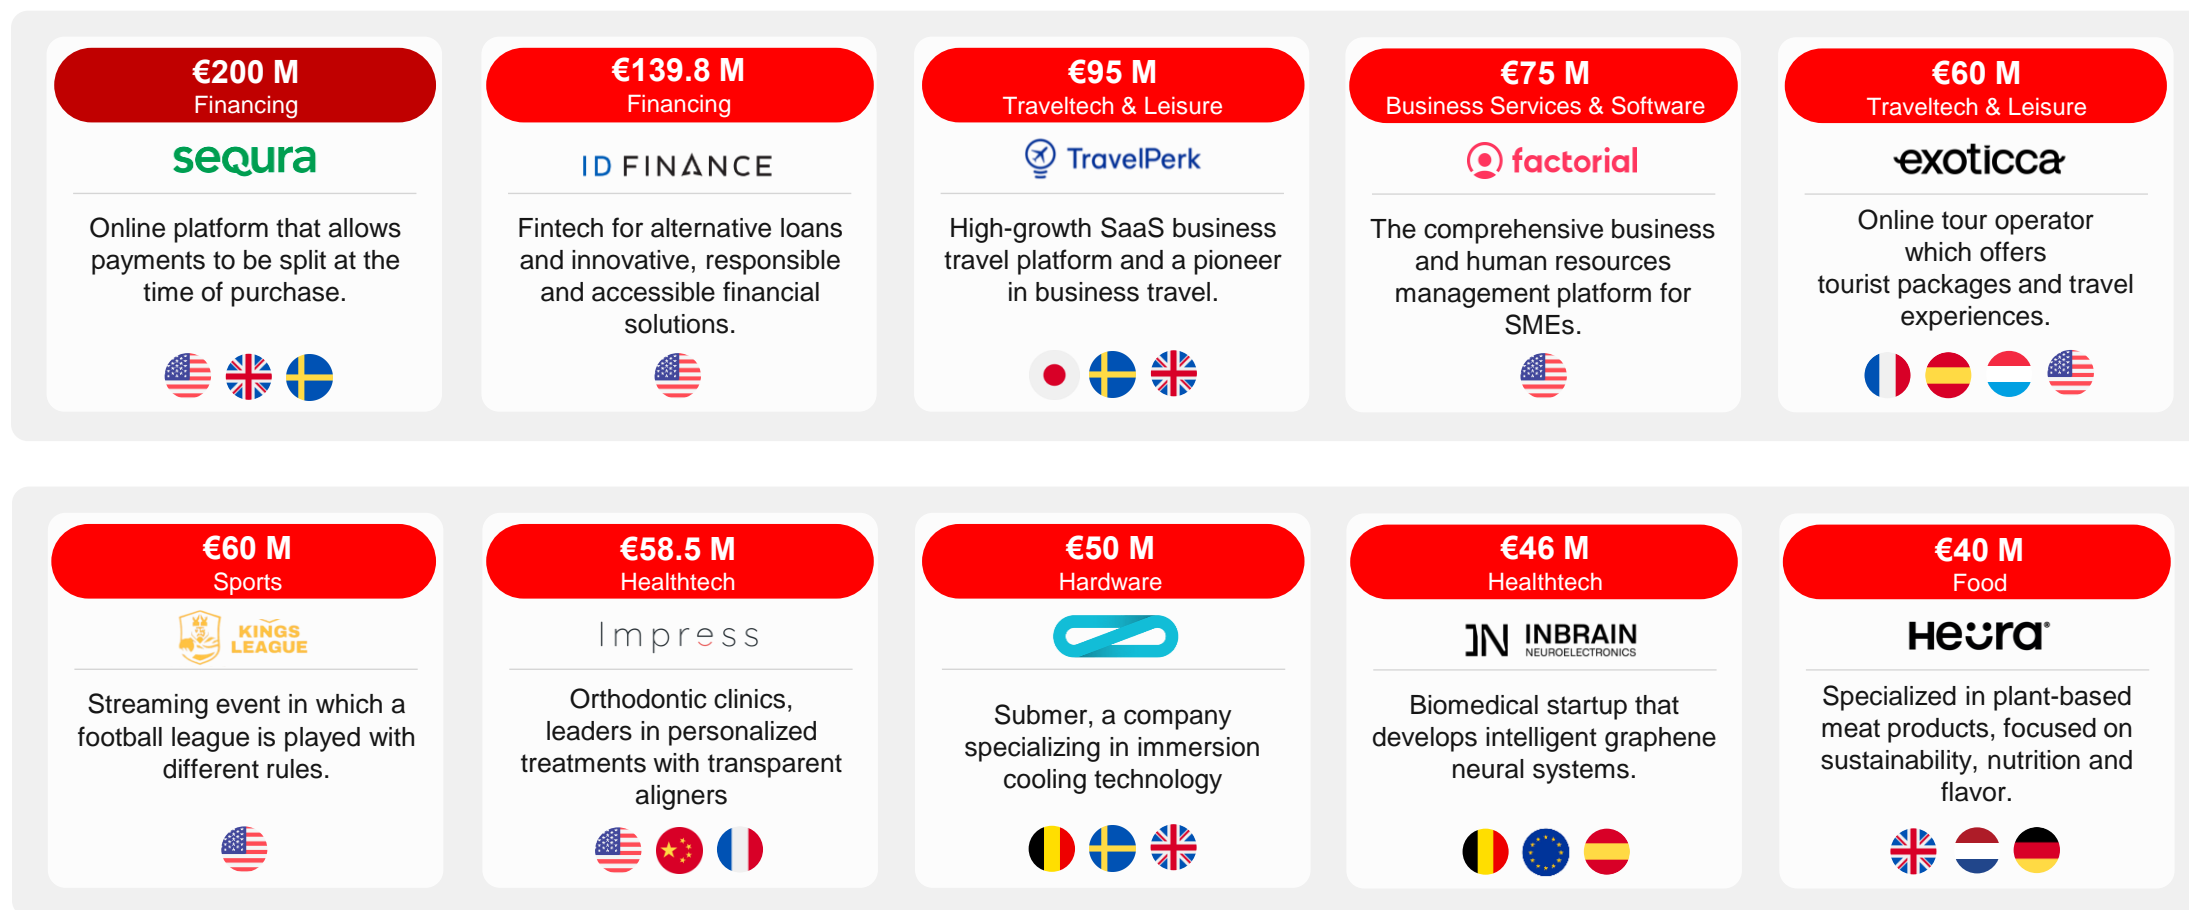 €200 M
Financing
seQura
Online platform that allows
payments to be split at the
time of purchase.
€139.8 M
Financing
ID FINANCE
Fintech for alternative loans
and innovative, responsible
and accessible financial
solutions.
€95 M
Traveltech & Leisure
TravelPerk
High-growth SaaS business
travel platform and a pioneer
in business travel.
€75 M
Business Services & Software
factorial
The comprehensive business
and human resources
management platform for
SMEs.
€60 M
Traveltech & Leisure
exoticca
Online tour operator
which offers
tourist packages and travel
experiences.
€60 M
Sports
KINGS
LEAGUE
Streaming event in which a
football league is played with
different rules.
€58.5 M
Healthtech
Impress
Orthodontic clinics,
leaders in personalized
treatments with transparent
aligners
€50 M
Hardware
Submer, a company
specializing in immersion
cooling technology
€46 M
Healthtech
IN INBRAIN
NEUROELECTRONICS
Biomedical startup that
develops intelligent graphene
neural systems.
€40 M
Food
Heura
Specialized in plant-based
meat products, focused on
sustainability, nutrition and
flavor.